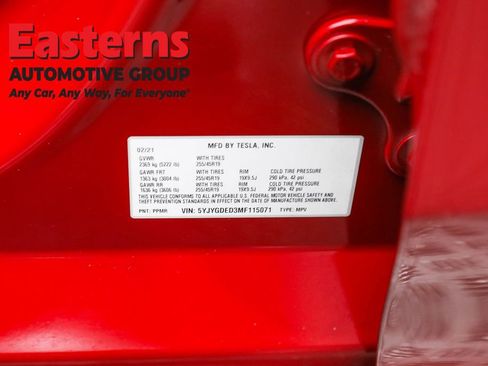 Easterns
AUTOMOTIVE GROUP
Any Car, Any Way, For Everyone®
MFD BY TESLA, INC.
02/21
GVWR WITH TIRES
2369 kg (5222 lb) 255/45R19
GAWR FRT WITH TIRES RIM COLD TIRE PRESSURE
1363 kg (3004 lb) 255/45R19 19X9.5J 290 kPa, 42 psi
GAWR RR WITH TIRES RIM COLD TIRE PRESSURE
1636 kg (3606 lb) 255/45R19 19X9.5J 290 kPa, 42 psi
THIS VEHICLE CONFORMS TO ALL APPLICABLE U.S. FEDERAL MOTOR VEHICLE SAFETY AND
THEFT PREVENTION STANDARDS IN EFFECT ON THE DATE OF MANUFACTURE SHOWN ABOVE.
PNT: PPMR VIN: 5YJYGDED3MF115071 TYPE: MPV